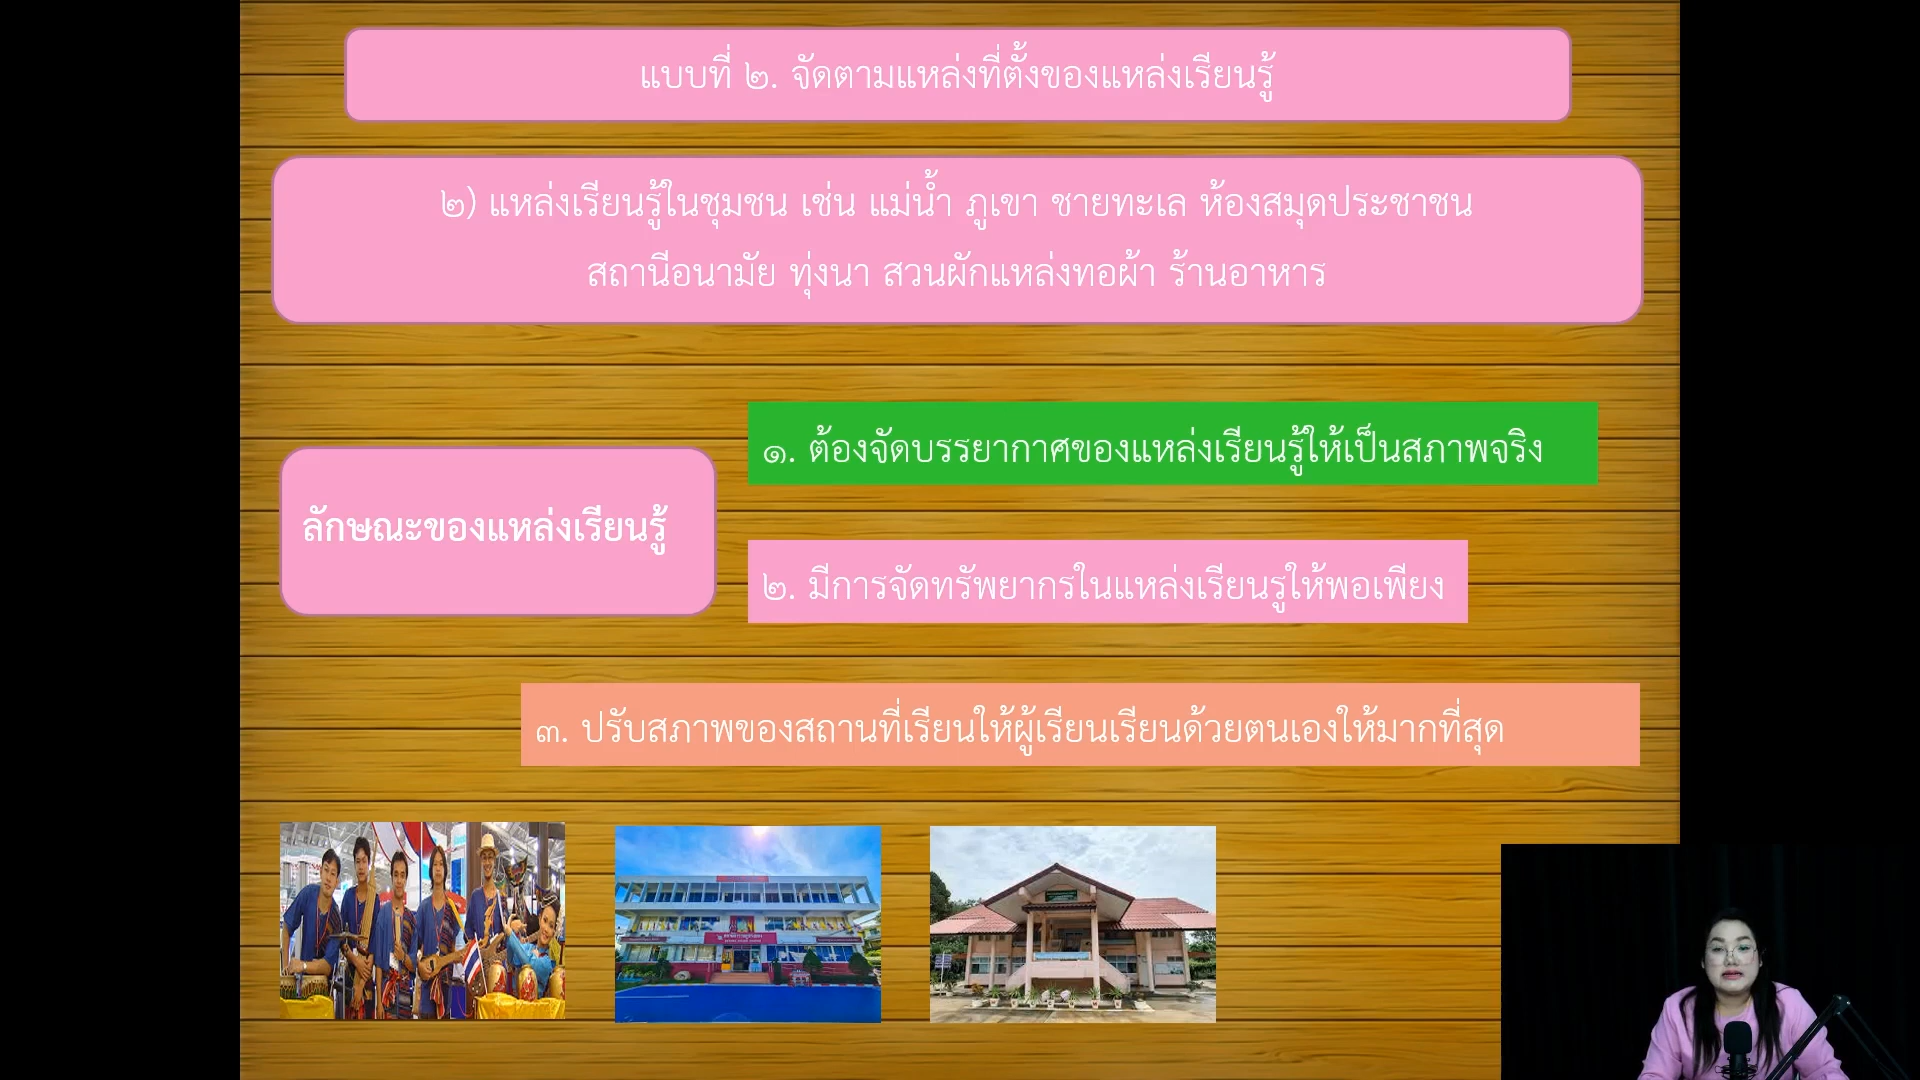 แบบที่ ๒. จัดตามแหล่งที่ตั้งของแหล่งเรียนรู้
๒) แหล่งเรียนรู้ในชุมชน เช่น แม่น้ำ ภูเขา ชายทะเล ห้องสมุดประชาชน
สถานีอนามัย ทุ่งนา สวนผักแหล่งทอผ้า ร้านอาหาร
ลักษณะของแหล่งเรียนรู้
๑. ต้องจัดบรรยากาศของแหล่งเรียนรู้ให้เป็นสภาพจริง
๒. มีการจัดทรัพยากรในแหล่งเรียนรูให้พอเพียง
๓. ปรับสภาพของสถานที่เรียนให้ผู้เรียนเรียนด้วยตนเองให้มากที่สุด